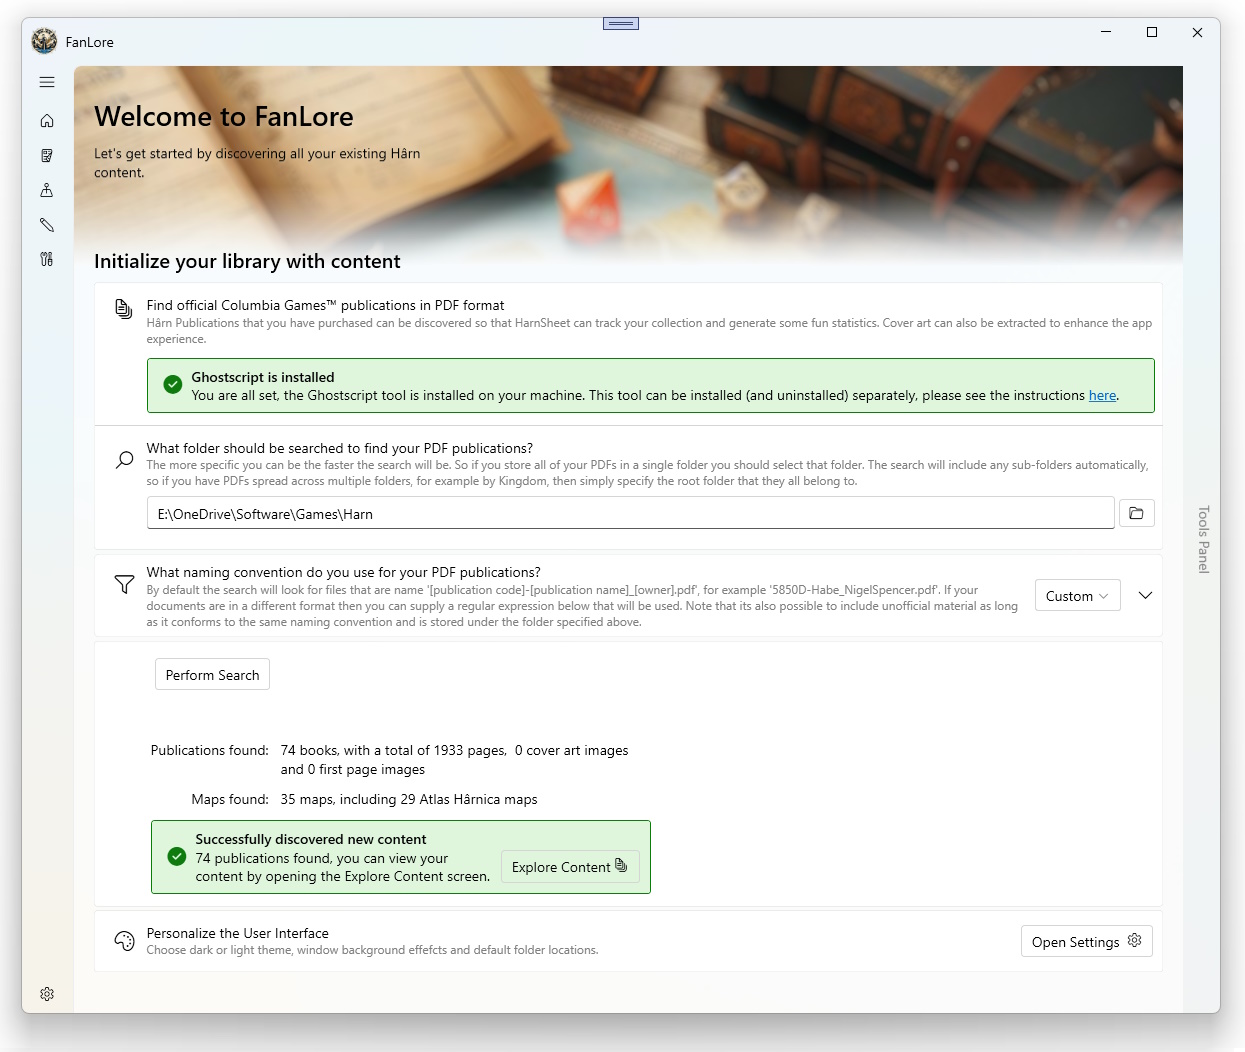 FanLore
Welcome to FanLore
Let's get started by discovering all your existing Hârn
content.
Initialize your library with content
Find official Columbia Games™ publications in PDF format
Hârn Publications that you have purchased can be discovered so that HarnSheet can track your collection and generate some fun statistics. Cover art can also be extracted to enhance the app
experience.
Ghostscript is installed
You are all set, the Ghostscript tool is installed on your machine. This tool can be installed (and uninstalled) separately, please see the instructions here.
What folder should be searched to find your PDF publications?
The more specific you can be the faster the search will be. So if you store all of your PDFs in a single folder you should select that folder. The search will include any sub-folders automatically,
so if you have PDFs spread across multiple folders, for example by Kingdom, then simply specify the root folder that they all belong to.
E:\OneDrive\Software\Games\Harn
What naming convention do you use for your PDF publications?
By default the search will look for files that are name '[publication code]-[publication name]_[owner].pdf', for example '5850D-Habe_NigelSpencer.pdf'. If your
documents are in a different format then you can supply a regular expression below that will be used. Note that its also possible to include unofficial material as long
as it conforms to the same naming convention and is stored under the folder specified above.
Custom
Perform Search
Publications found: 74 books, with a total of 1933 pages, 0 cover art images
and 0 first page images
Maps found: 35 maps, including 29 Atlas Hârnica maps
Successfully discovered new content
74 publications found, you can view your
content by opening the Explore Content screen.
Explore Content
Personalize the User Interface
Choose dark or light theme, window background effefcts and default folder locations.
Open Settings
Tools Panel